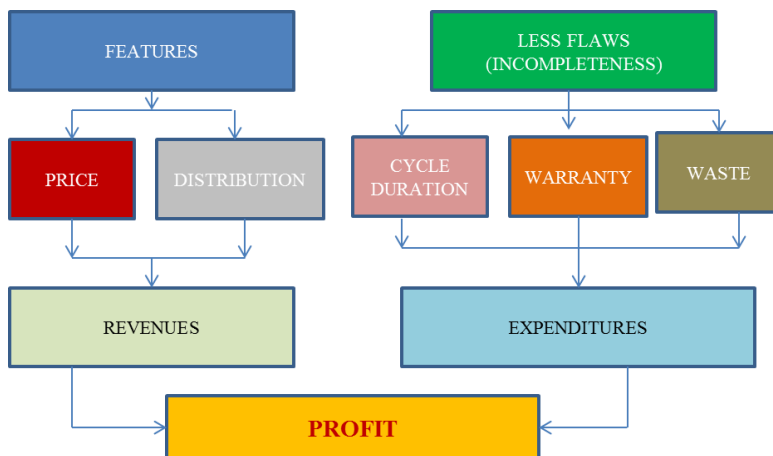 FEATURES
LESS FLAWS
(INCOMPLETENESS)
PRICE
DISTRIBUTION
CYCLE
DURATION
WARRANTY
WASTE
REVENUES
EXPENDITURES
PROFIT